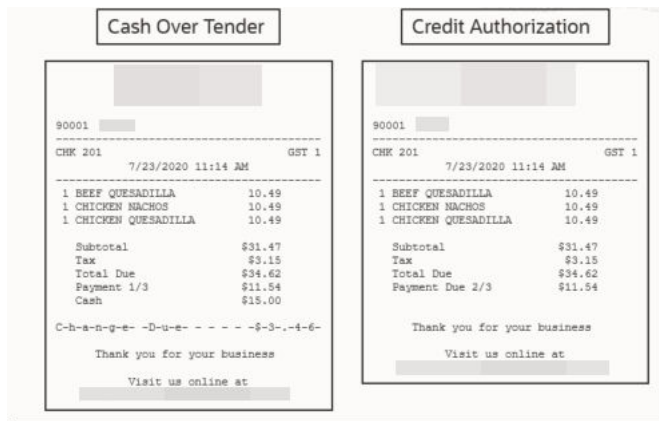 Cash Over Tender
90001
CHK 201 GST 1
7/23/2020 11:14 AM
1 BEEF QUESADILLA 10.49
1 CHICKEN NACHOS 10.49
1 CHICKEN QUESADILLA 10.49
Subtotal $31.47
Tax $3.15
Total Due $34.62
Payment 1/3 $11.54
Cash $15.00
C-h-a-n-g-e- -D-u-e- - - - - -$-3-.-4-6-
Thank you for your business
Visit us online at
Credit Authorization
90001
CHK 201 GST 1
7/23/2020 11:14 AM
1 BEEF QUESADILLA 10.49
1 CHICKEN NACHOS 10.49
1 CHICKEN QUESADILLA 10.49
Subtotal $31.47
Tax $3.15
Total Due $34.62
Payment Due 2/3 $11.54
Thank you for your business
Visit us online at